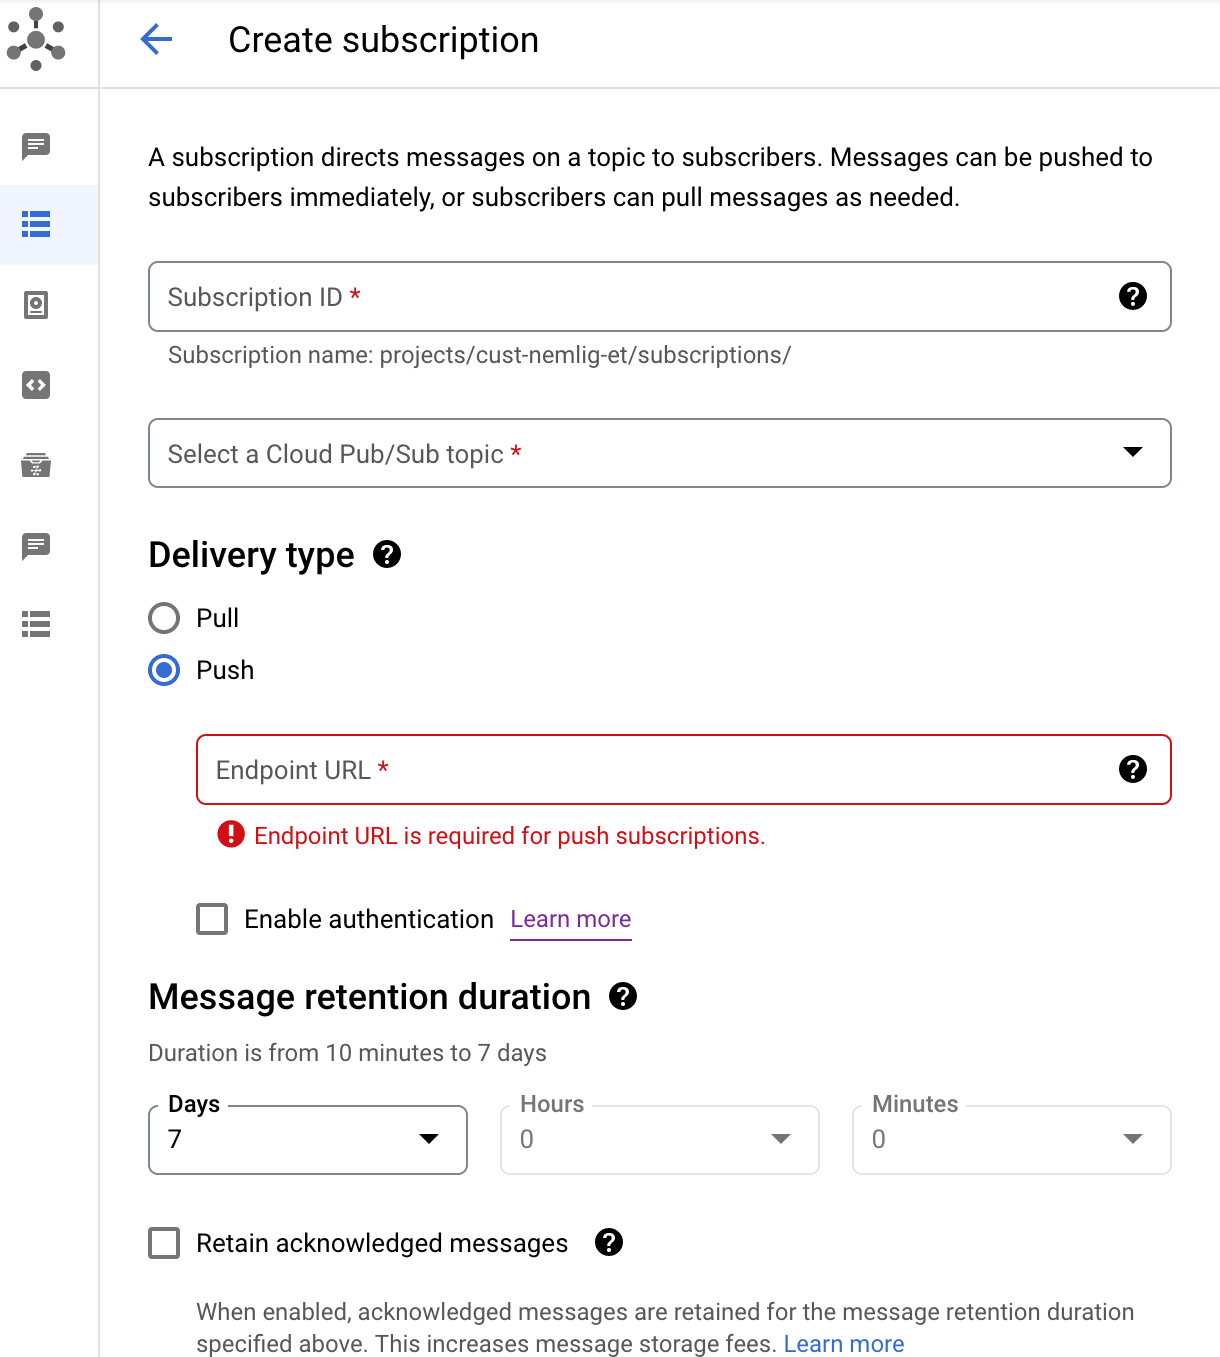 Create subscription
A subscription directs messages on a topic to subscribers. Messages can be pushed to
subscribers immediately, or subscribers can pull messages as needed.
Subscription ID *
Subscription name: projects/cust-nemlig-et/subscriptions/
Select a Cloud Pub/Sub topic *
Delivery type
Pull
Push
Endpoint URL *
Endpoint URL is required for push subscriptions.
Enable authentication Learn more
Message retention duration
Duration is from 10 minutes to 7 days
Days Hours Minutes
7 0 0
Retain acknowledged messages
When enabled, acknowledged messages are retained for the message retention duration
specified above. This increases message storage fees. Learn more